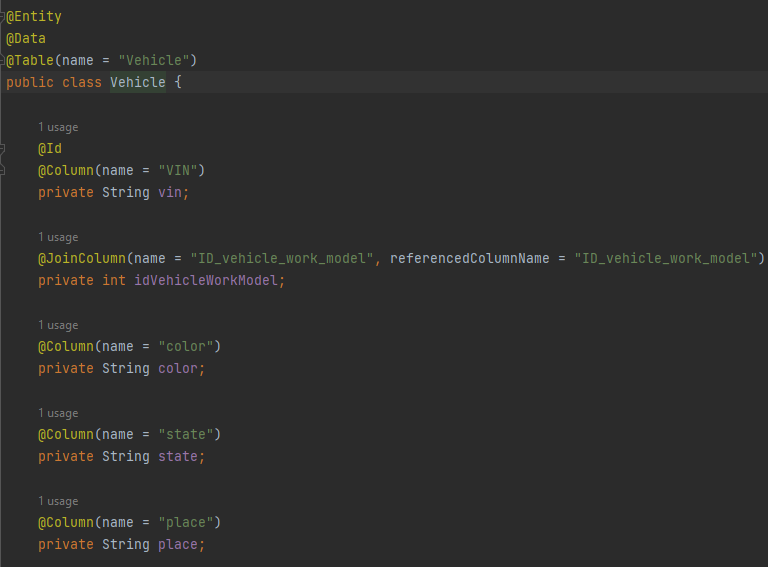 @Entity
@Data
@Table(name = "Vehicle")
public class Vehicle {
1 usage
@Id
@Column(name = "VIN")
private String vin;
1 usage
@JoinColumn(name = "ID_vehicle_work_model", referencedColumnName = "ID_vehicle_work_model")
private int idVehicleWorkModel;
1 usage
@Column(name = "color")
private String color;
1 usage
@Column(name = "state")
private String state;
1 usage
@Column(name = "place")
private String place;